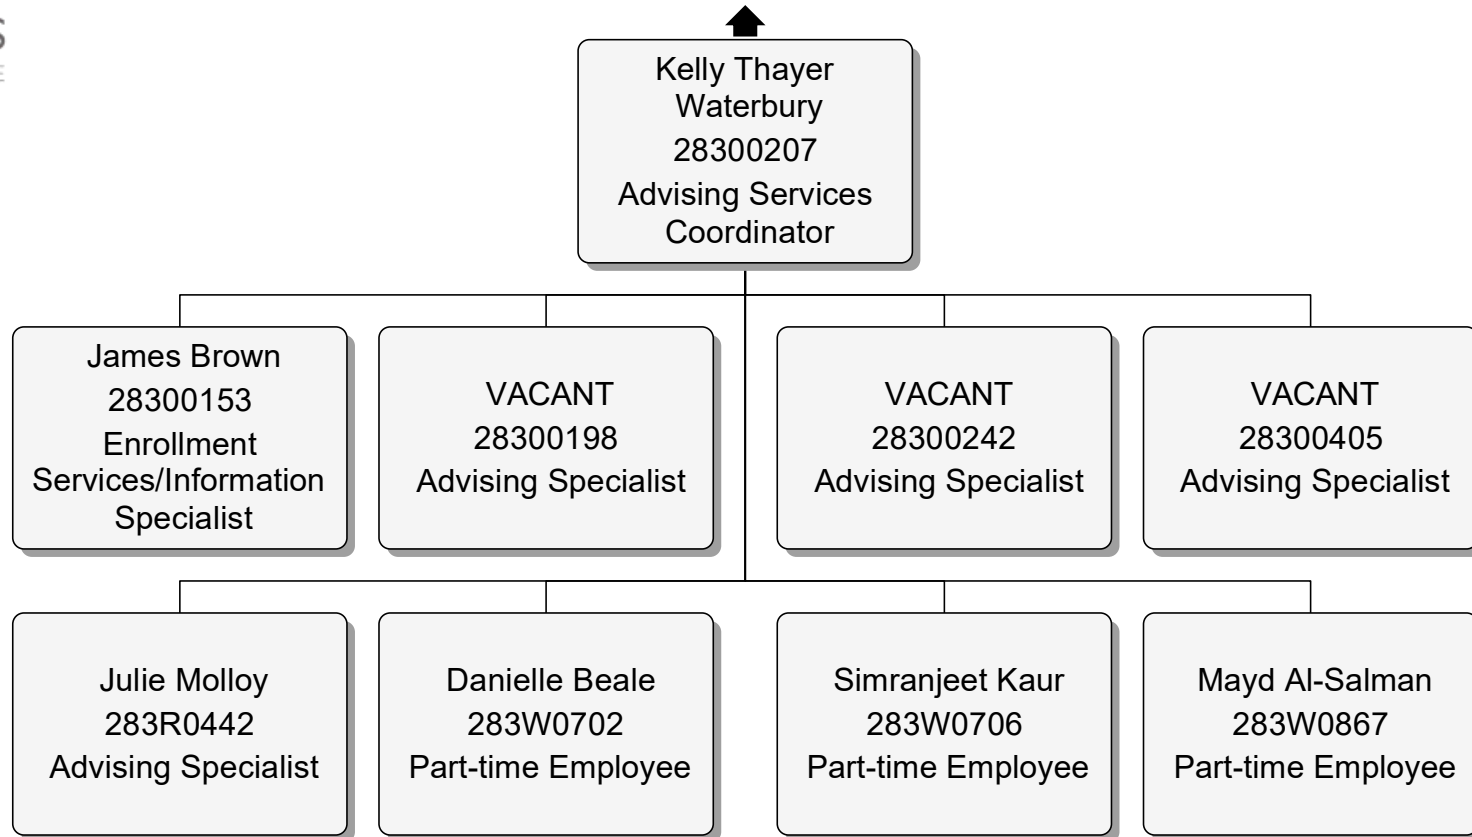 S
E
Kelly Thayer
Waterbury
28300207
Advising Services
Coordinator
James Brown
28300153
Enrollment
Services/Information
Specialist
VACANT
28300198
Advising Specialist
VACANT
28300242
Advising Specialist
VACANT
28300405
Advising Specialist
Julie Molloy
283R0442
Advising Specialist
Danielle Beale
283W0702
Part-time Employee
Simranjeet Kaur
283W0706
Part-time Employee
Mayd Al-Salman
283W0867
Part-time Employee